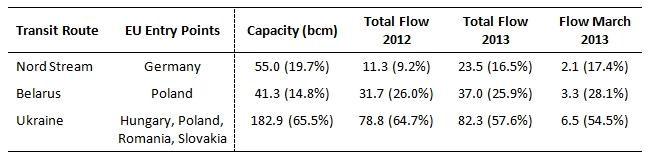 Transit Route EU Entry Points Capacity (bcm) Total Flow 2012 Total Flow 2013 Flow March 2013
Nord Stream Germany 55.0 (19.7%) 11.3 (9.2%) 23.5 (16.5%) 2.1 (17.4%)
Belarus Poland 41.3 (14.8%) 31.7 (26.0%) 37.0 (25.9%) 3.3 (28.1%)
Ukraine Hungary, Poland, 182.9 (65.5%) 78.8 (64.7%) 82.3 (57.6%) 6.5 (54.5%)
Romania, Slovakia